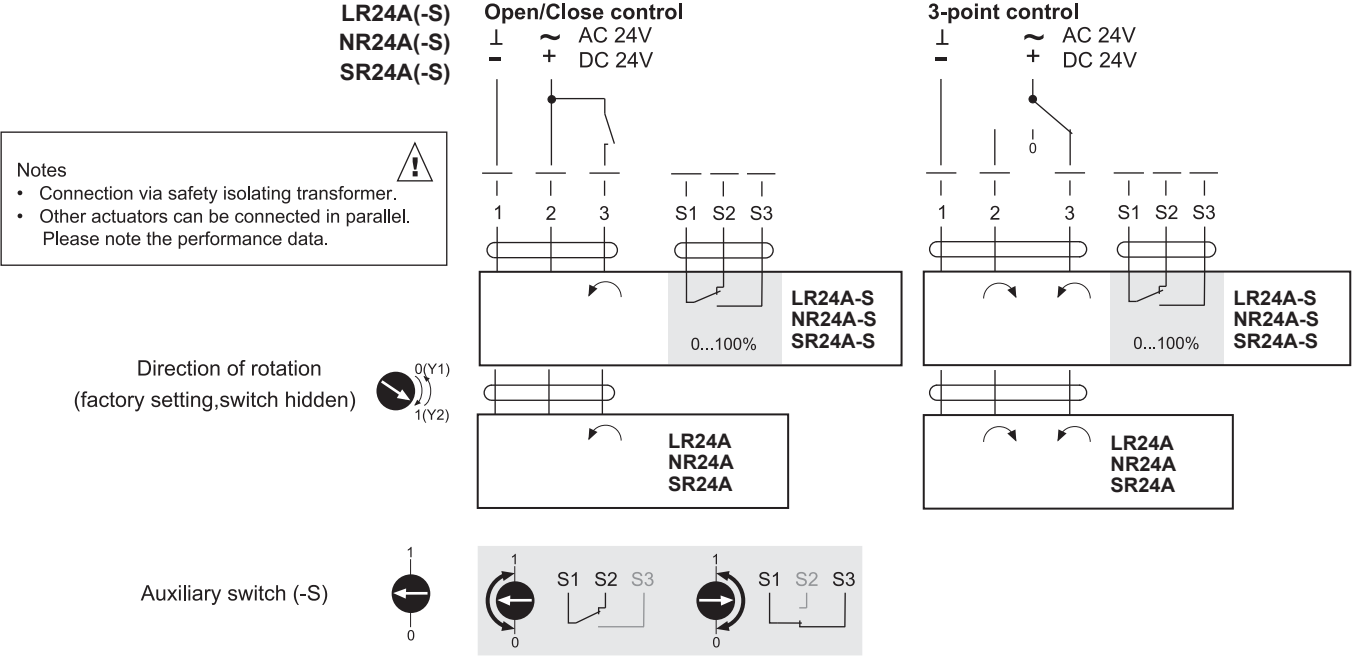 LR24A(-S)
NR24A(-S)
SR24A(-S)
Open/Close control
⊥ ~ AC 24V
- + DC 24V
3-point control
⊥ ~ AC 24V
- + DC 24V
0
Notes
• Connection via safety isolating transformer.
• Other actuators can be connected in parallel.
Please note the performance data.
1 2 3 S1 S2 S3
LR24A-S
NR24A-S
SR24A-S
0...100%
1 2 3 S1 S2 S3
LR24A-S
NR24A-S
SR24A-S
0...100%
Direction of rotation
(factory setting,switch hidden)
0(Y1)
1(Y2)
LR24A
NR24A
SR24A
LR24A
NR24A
SR24A
Auxiliary switch (-S)
1
0
1
0
S1 S2 S3
1
0
S1 S2 S3